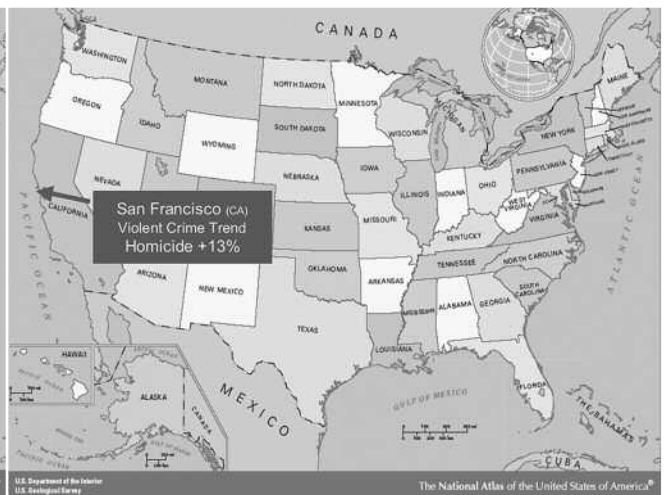 CANADA
WASHINGTON
MONTANA
NORTH DAKOTA
MINNESOTA
MAINE
OREGON
IDAHO
SOUTH DAKOTA
WISCONSIN
MICHIGAN
NEW YORK
WYOMING
IOWA
PENNSYLVANIA
NEVADA
NEBRASKA
ILLINOIS
INDIANA
OHIO
PACIFIC OCEAN
CALIFORNIA
San Francisco (CA)
Violent Crime Trend
Homicide +13%
KANSAS
MISSOURI
WEST
VIRGINIA
VIRGINIA
KENTUCKY
ATLANTIC OCEAN
ARIZONA
NEW MEXICO
OKLAHOMA
ARKANSAS
TENNESSEE
NORTH CAROLINA
SOUTH
CAROLINA
MISSISSIPPI
ALABAMA
GEORGIA
TEXAS
LOUISIANA
HAWAII
ALASKA
CANADA
MEXICO
GULF OF MEXICO
FLORIDA
THE BAHAMAS
CUBA
U.S. Department of the Interior
U.S. Geological Survey
The National Atlas of the United States of America®